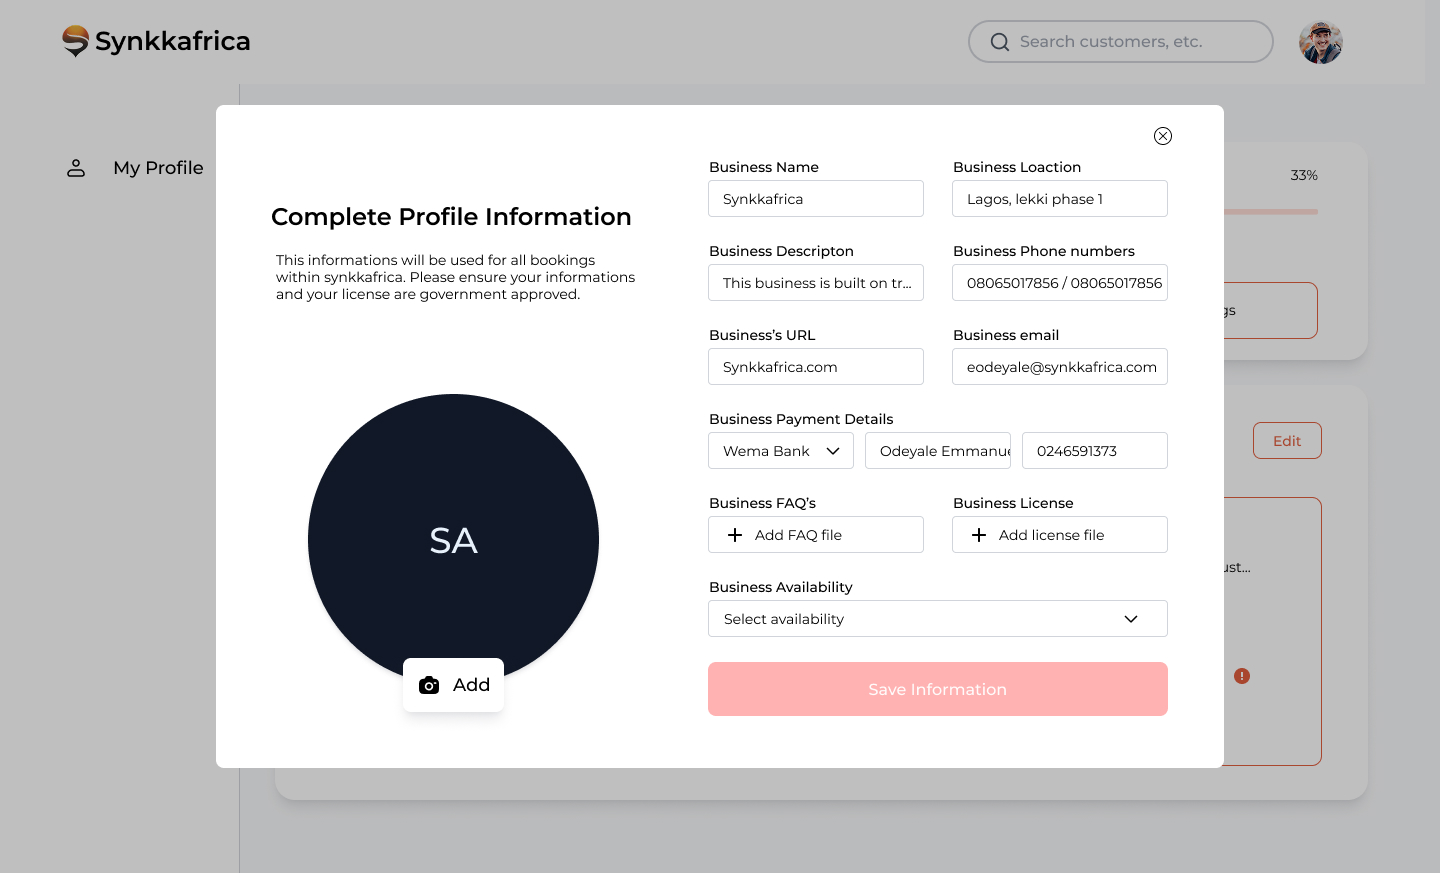 Synkkafrica
Search customers, etc.
My Profile
33%
Complete Profile Information
This informations will be used for all bookings
within synkkafrica. Please ensure your informations
and your license are government approved.
SA
Add
Business Name
Business Loaction
Synkkafrica
Lagos, lekki phase 1
Business Descripton
Business Phone numbers
This business is built on tr...
08065017856 / 08065017856
Business’s URL
Business email
Synkkafrica.com
eodeyale@synkkafrica.com
Business Payment Details
Wema Bank
Odeyale Emmanue
0246591373
Business FAQ’s
Business License
Add FAQ file
Add license file
Business Availability
Select availability
Save Information
Edit